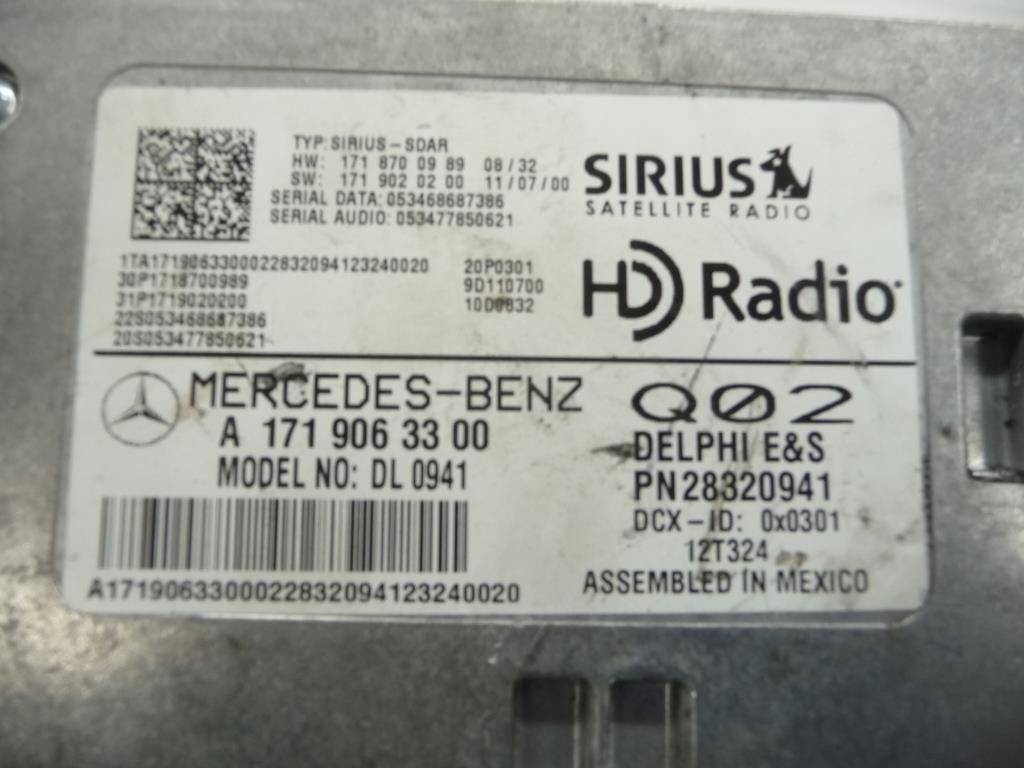 TYP: SIRIUS-SDAR
HW: 171 870 09 89 08/32
SW: 171 902 02 00 11/07/00
SERIAL DATA: 053468687386
SERIAL AUDIO: 053477850621
SIRIUS
SATELLITE RADIO
1TA1719063300022832094123240020 20P0301
30P1718700989 9D110700
31P1719020200 10D0832
22S053468687386
20S053477850621
HD Radio
MERCEDES-BENZ
A 171 906 33 00
MODEL NO: DL 0941
A1719063300022832094123240020
Q02
DELPHI E&S
PN28320941
DCX-ID: 0x0301
12T324
ASSEMBLED IN MEXICO